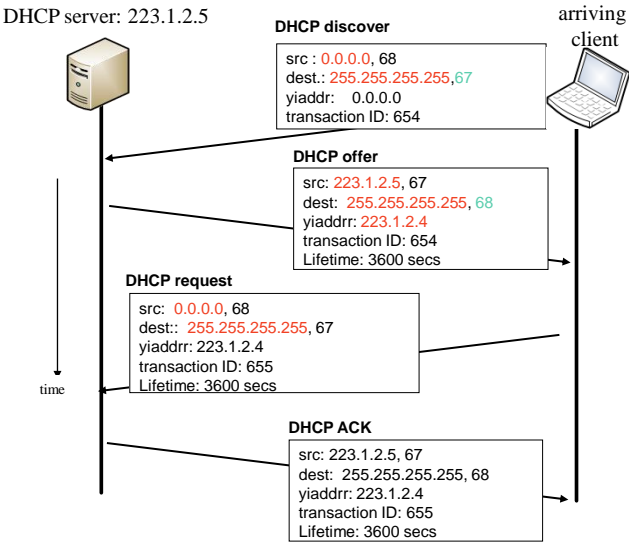 DHCP server: 223.1.2.5
arriving
client
DHCP discover
src : 0.0.0.0, 68
dest.: 255.255.255.255,67
yiaddr: 0.0.0.0
transaction ID: 654
DHCP offer
src: 223.1.2.5, 67
dest: 255.255.255.255, 68
yiaddrr: 223.1.2.4
transaction ID: 654
Lifetime: 3600 secs
DHCP request
src: 0.0.0.0, 68
dest:: 255.255.255.255, 67
yiaddrr: 223.1.2.4
transaction ID: 655
Lifetime: 3600 secs
time
DHCP ACK
src: 223.1.2.5, 67
dest: 255.255.255.255, 68
yiaddrr: 223.1.2.4
transaction ID: 655
Lifetime: 3600 secs